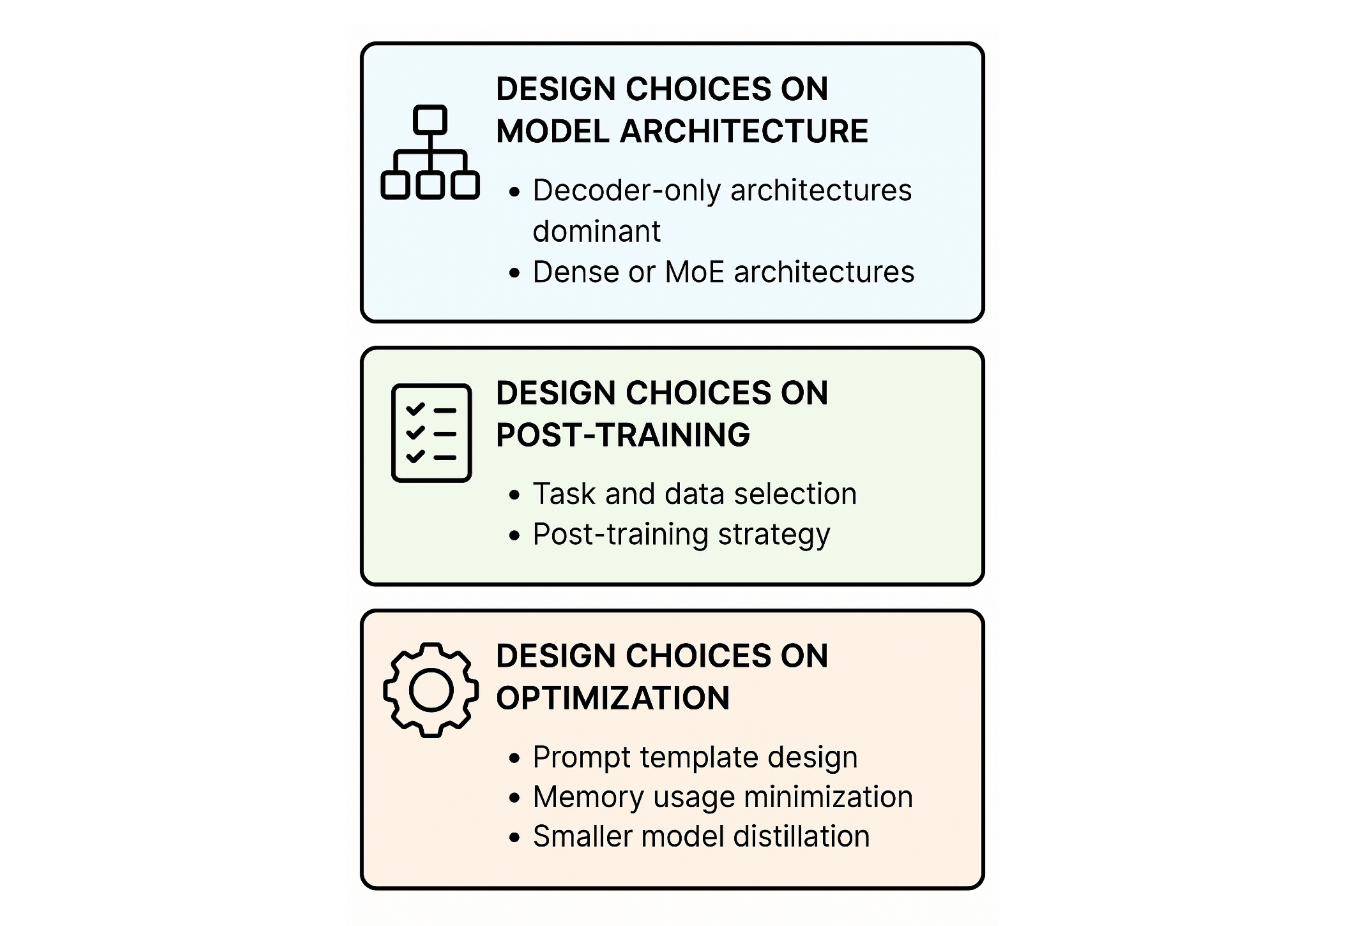 DESIGN CHOICES ON
MODEL ARCHITECTURE
• Decoder-only architectures
dominant
• Dense or MoE architectures
DESIGN CHOICES ON
POST-TRAINING
• Task and data selection
• Post-training strategy
DESIGN CHOICES ON
OPTIMIZATION
• Prompt template design
• Memory usage minimization
• Smaller model distillation